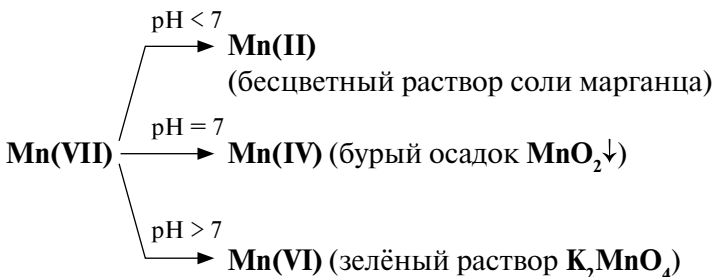 pH < 7
Mn(II)
(бесцветный раствор соли марганца)
pH = 7
Mn(VII) Mn(IV) (бурый осадок MnO₂↓)
pH > 7
Mn(VI) (зелёный раствор K₂MnO₄)